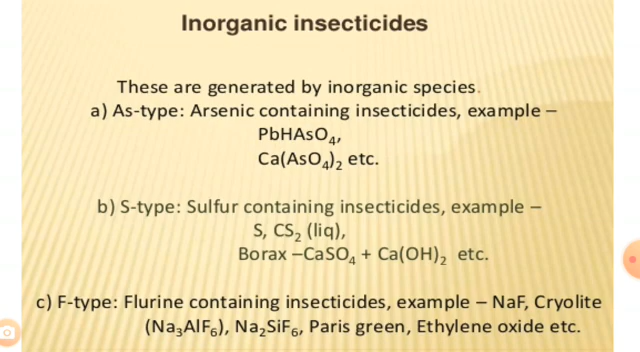 Inorganic insecticides
These are generated by inorganic species.
a) As-type: Arsenic containing insecticides, example –
PbHAsO₄,
Ca(AsO₄)₂ etc.
b) S-type: Sulfur containing insecticides, example –
S, CS₂ (liq),
Borax –CaSO₄ + Ca(OH)₂ etc.
c) F-type: Flurine containing insecticides, example – NaF, Cryolite
(Na₃AlF₆), Na₂SiF₆, Paris green, Ethylene oxide etc.